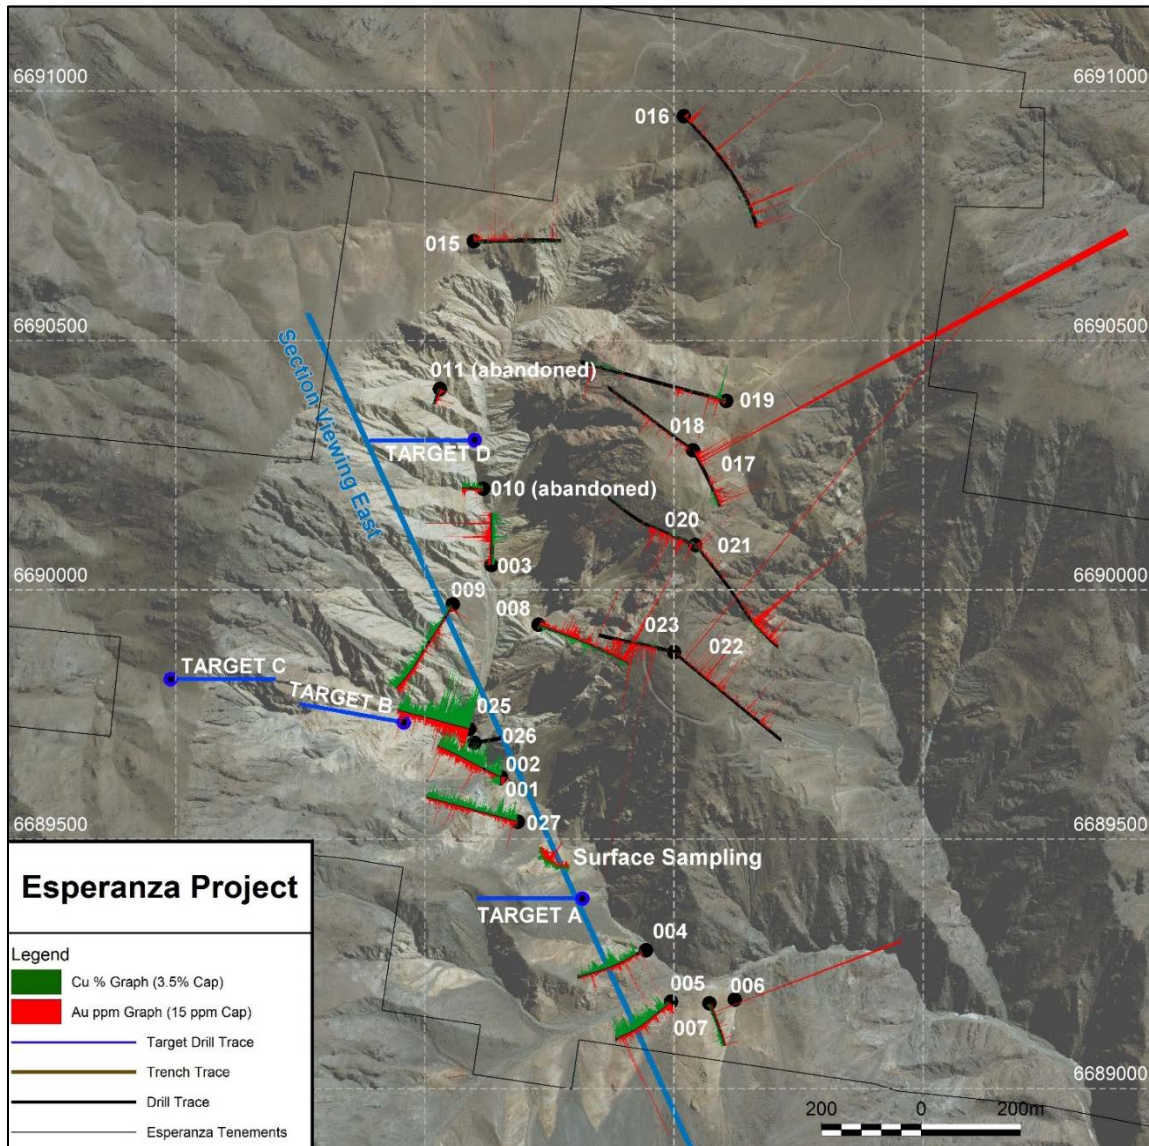 6691000
6691000
016
015
6690500
6690500
Section Viewing East
011 (abandoned)
019
018
TARGET D
017
010 (abandoned)
020
021
003
6690000
6690000
009
008
023
022
TARGET C
TARGET B
025
026
002
001
027
6689500
6689500
Surface Sampling
TARGET A
004
005
006
007
6689000
200 0 200m
Esperanza Project
Legend
Cu % Graph (3.5% Cap)
Au ppm Graph (15 ppm Cap)
Target Drill Trace
Trench Trace
Drill Trace
Esperanza Tenements